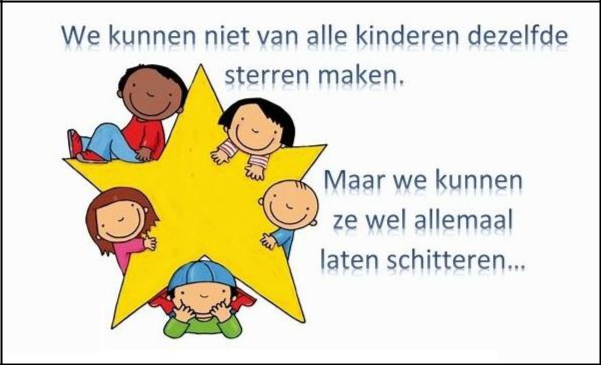 We kunnen niet van alle kinderen dezelfde
sterren maken.
Maar we kunnen
ze wel allemaal
laten schitteren...